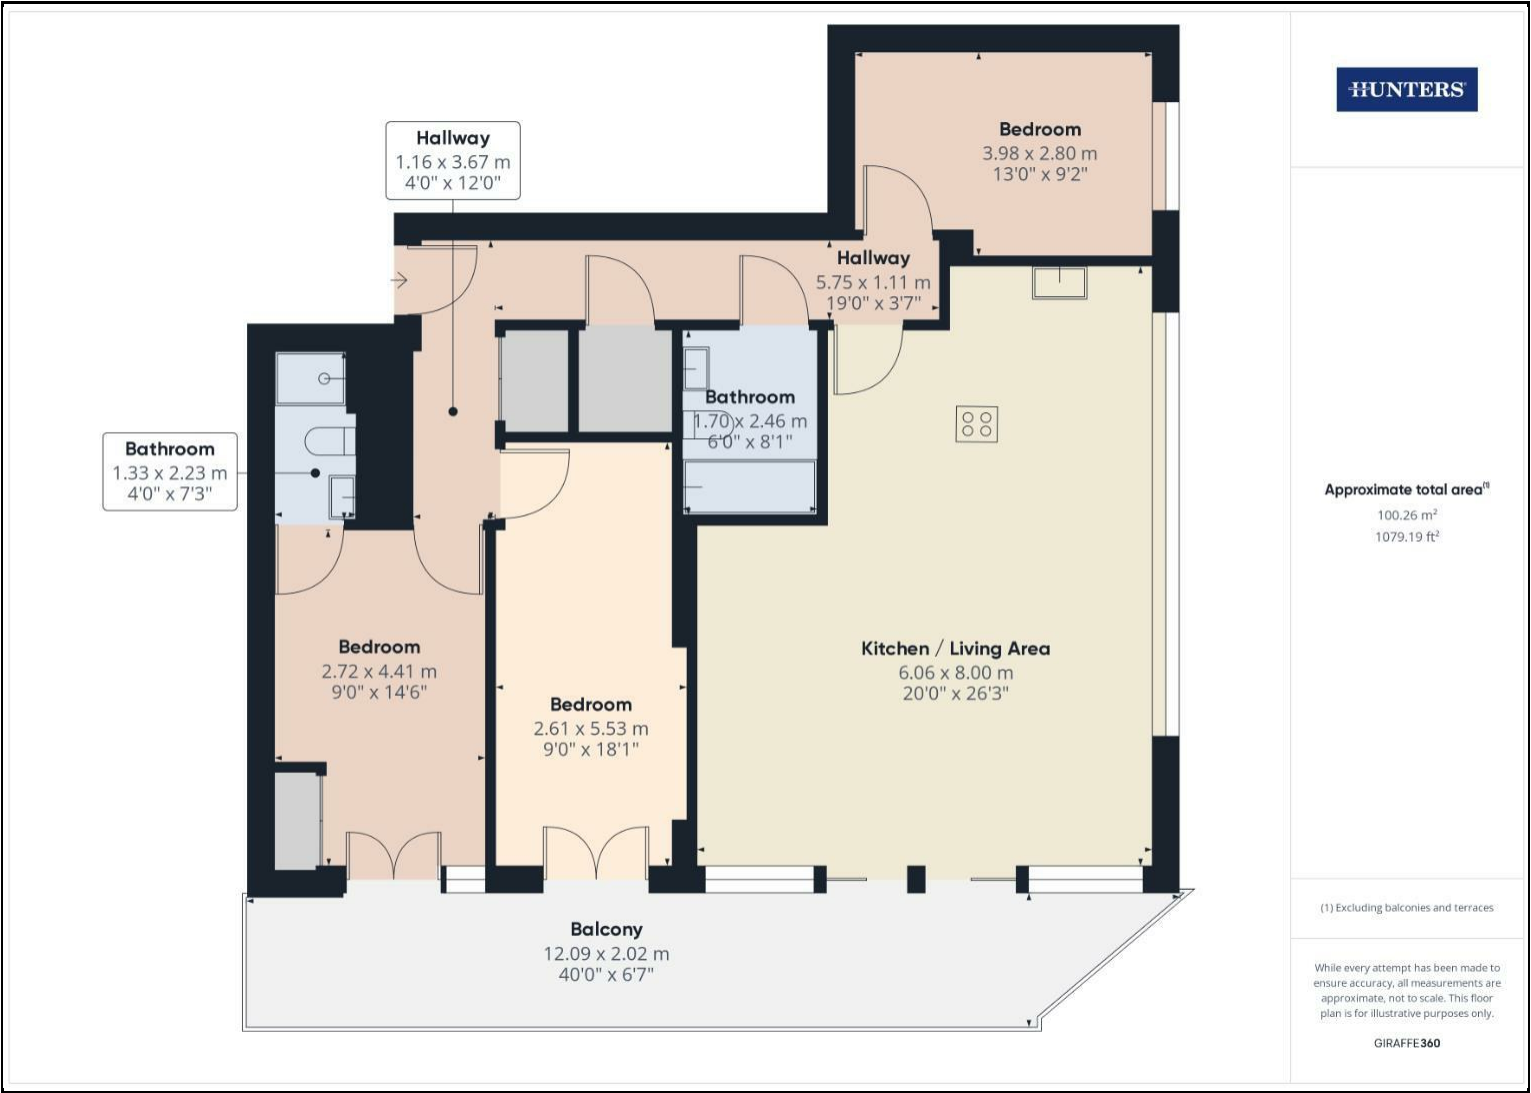 HUNTERS
Bedroom
3.98 x 2.80 m
13'0" x 9'2"
Hallway
1.16 x 3.67 m
4'0" x 12'0"
Hallway
5.75 x 1.11 m
19'0" x 3'7"
Bathroom
1.70 x 2.46 m
6'0" x 8'1"
Bathroom
1.33 x 2.23 m
4'0" x 7'3"
Bedroom
2.72 x 4.41 m
9'0" x 14'6"
Bedroom
2.61 x 5.53 m
9'0" x 18'1"
Kitchen / Living Area
6.06 x 8.00 m
20'0" x 26'3"
Balcony
12.09 x 2.02 m
40'0" x 6'7"
Approximate total area(1)
100.26 m²
1079.19 ft²
(1) Excluding balconies and terraces
While every attempt has been made to
ensure accuracy, all measurements are
approximate, not to scale. This floor
plan is for illustrative purposes only.
GIRAFFE360